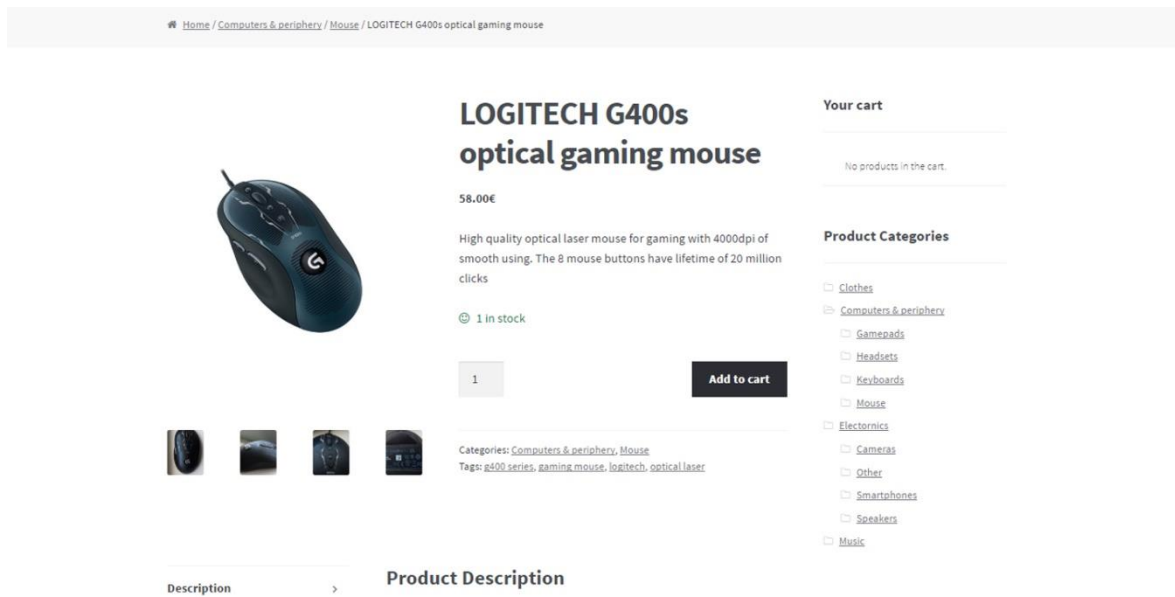 Home / Computers & periphery / Mouse / LOGITECH G400s optical gaming mouse
LOGITECH G400s
optical gaming mouse
58.00€
High quality optical laser mouse for gaming with 4000dpi of
smooth using. The 8 mouse buttons have lifetime of 20 million
clicks
1 in stock
1
Add to cart
Categories: Computers & periphery, Mouse
Tags: g400 series, gaming mouse, logitech, optical laser
Your cart
No products in the cart.
Product Categories
Clothes
Computers & periphery
Gamepads
Headsets
Keyboards
Mouse
Electornics
Cameras
Other
Smartphones
Speakers
Music
Description
Product Description